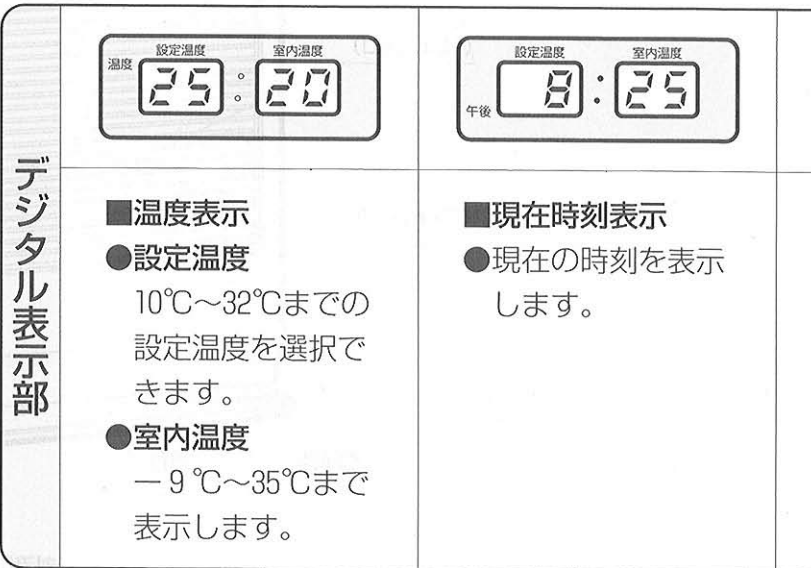 デジタル表示部
設定温度 室内温度
温度 25:20
■温度表示
●設定温度
10℃～32℃までの
設定温度を選択で
きます。
●室内温度
－9℃～35℃まで
表示します。
設定温度 室内温度
午後 8:25
■現在時刻表示
●現在の時刻を表示
します。